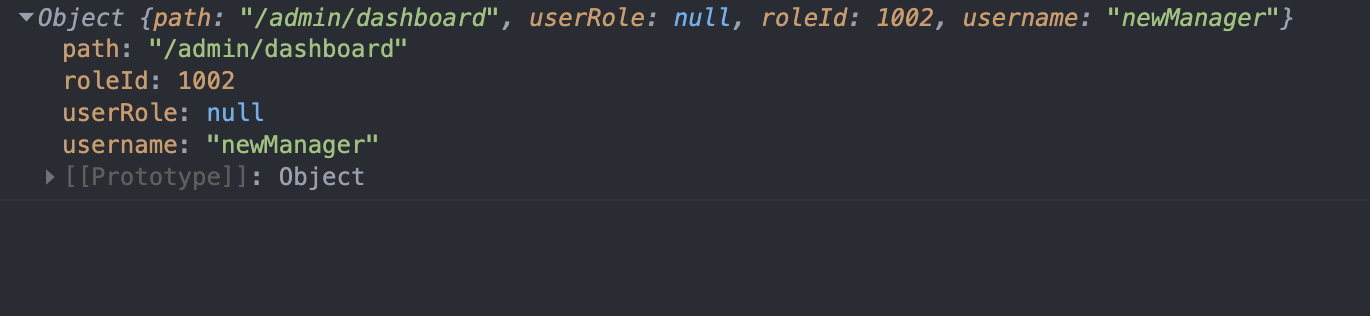 Object {path: "/admin/dashboard", userRole: null, roleId: 1002, username: "newManager"}
path: "/admin/dashboard"
roleId: 1002
userRole: null
username: "newManager"
[[Prototype]]: Object